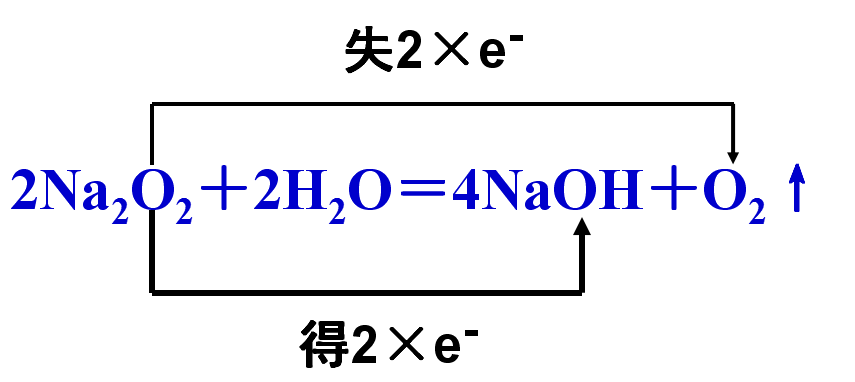 失2×e⁻
2Na₂O₂+2H₂O=4NaOH+O₂↑
得2×e⁻